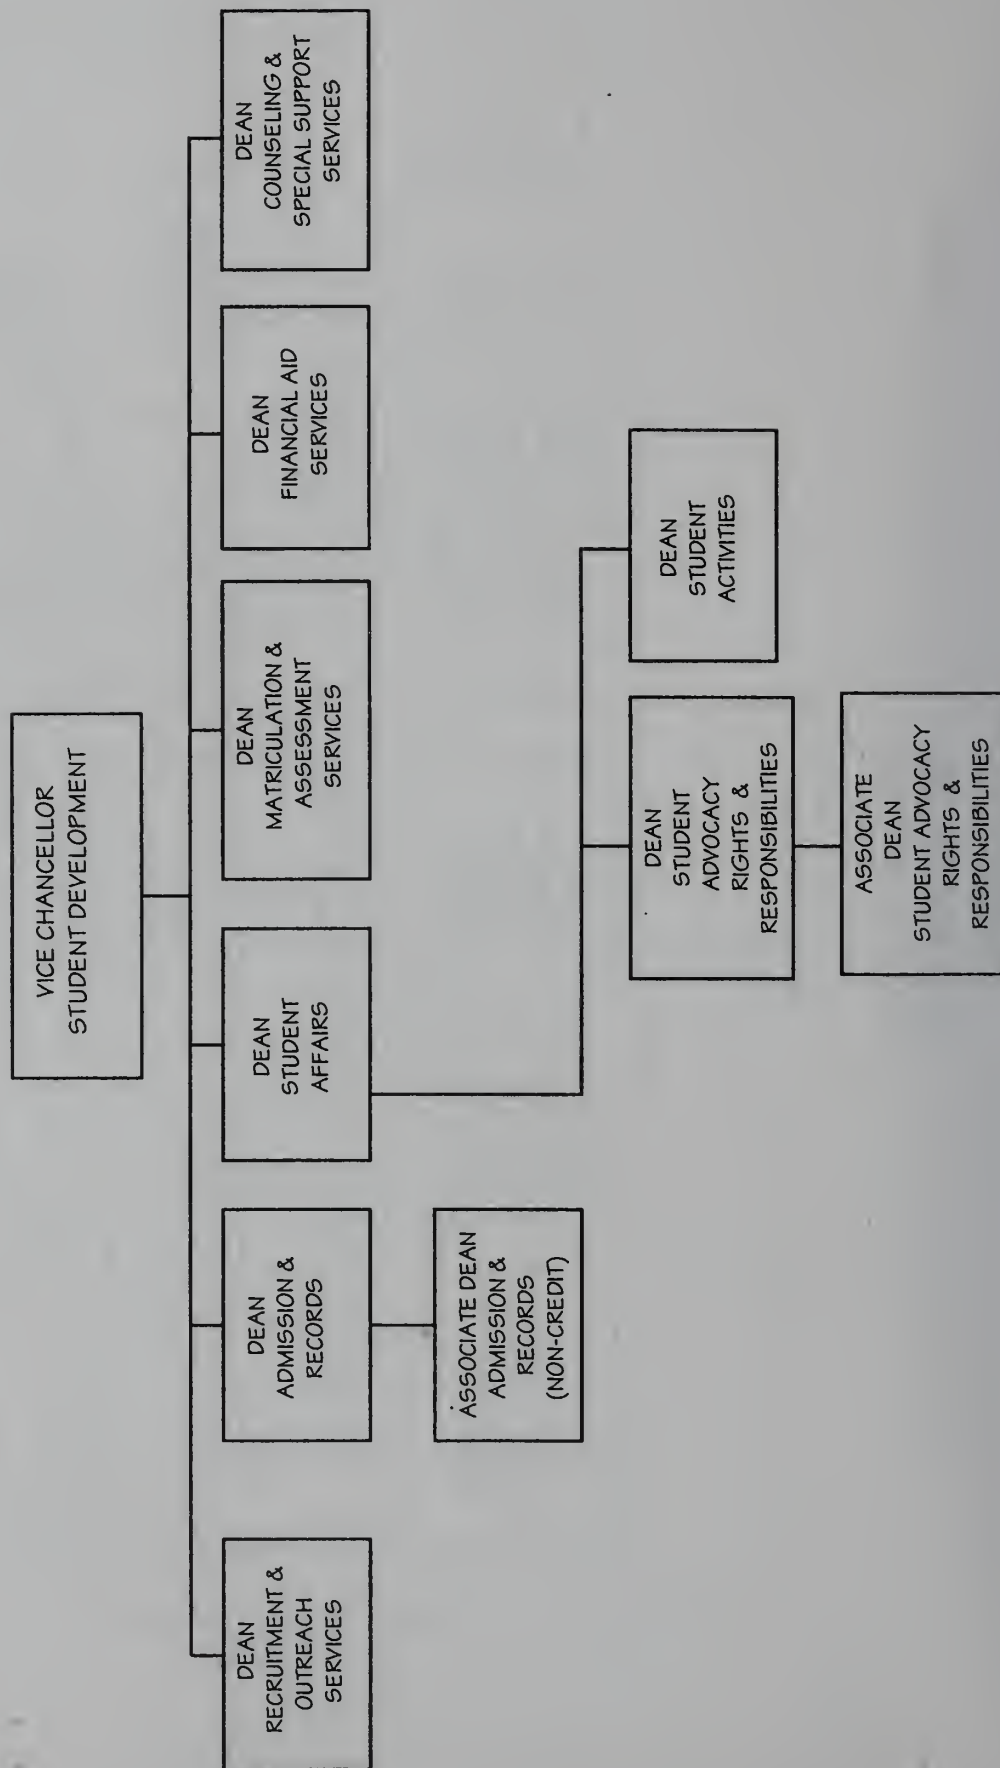 VICE CHANCELLOR
STUDENT DEVELOPMENT
DEAN
RECRUITMENT &
OUTREACH
SERVICES
DEAN
ADMISSION &
RECORDS
DEAN
STUDENT
AFFAIRS
DEAN
MATRICULATION &
ASSESSMENT
SERVICES
DEAN
FINANCIAL AID
SERVICES
DEAN
COUNSELING &
SPECIAL SUPPORT
SERVICES
ASSOCIATE DEAN
ADMISSION &
RECORDS
(NON-CREDIT)
DEAN
STUDENT
ADVOCACY
RIGHTS &
RESPONSIBILITIES
DEAN
STUDENT
ACTIVITIES
ASSOCIATE
DEAN
STUDENT ADVOCACY
RIGHTS &
RESPONSIBILITIES